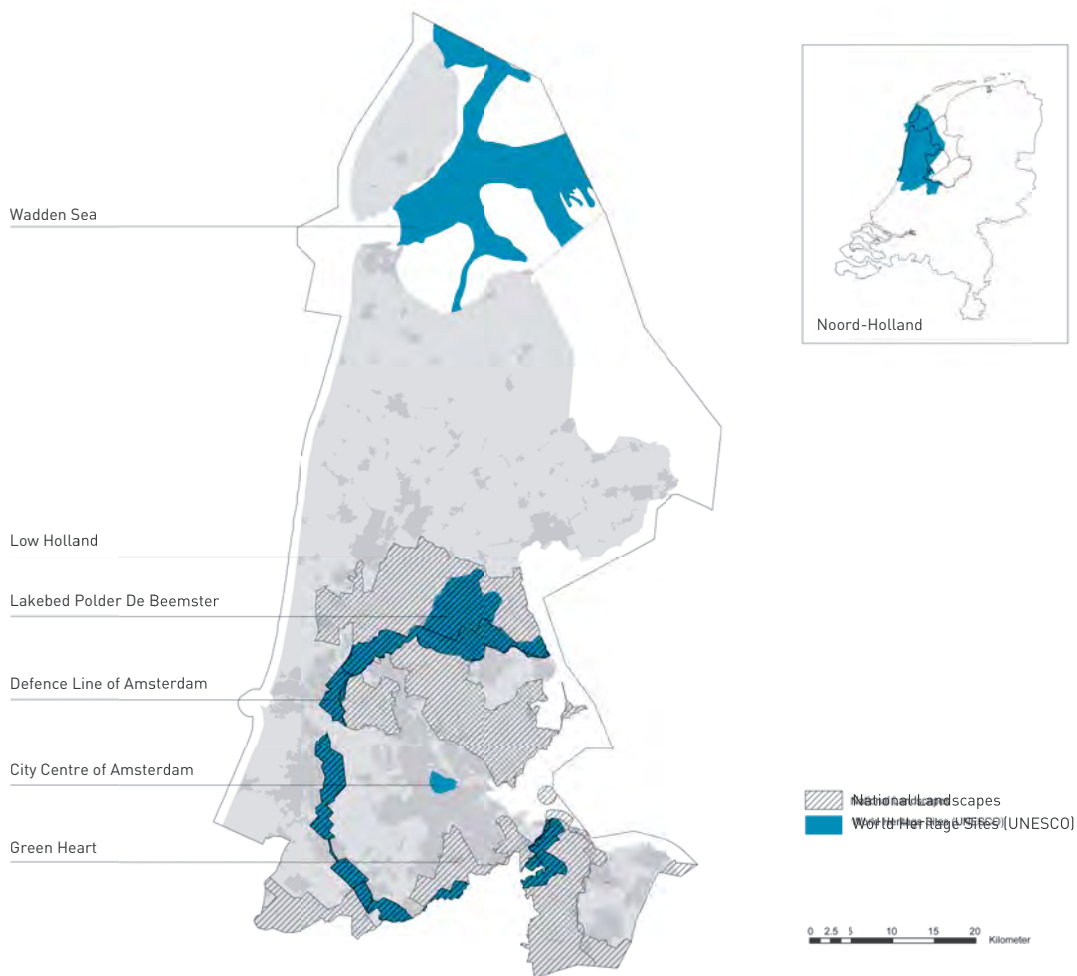 Wadden Sea
Low Holland
Lakebed Polder De Beemster
Defence Line of Amsterdam
City Centre of Amsterdam
Green Heart
Noord-Holland
National Landscapes
World Heritage Sites (UNESCO)
0 2.5 5 10 15 20
Kilometer